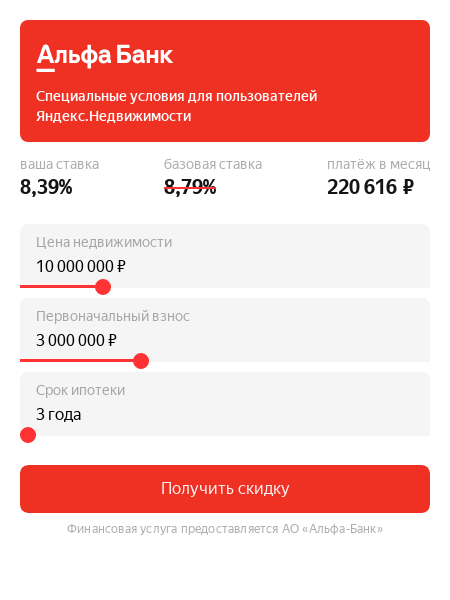 Альфа Банк
Специальные условия для пользователей
Яндекс.Недвижимости
ваша ставка базовая ставка платёж в месяц
8,39% 8,79% 220 616 ₽
Цена недвижимости
10 000 000 ₽
Первоначальный взнос
3 000 000 ₽
Срок ипотеки
3 года
Получить скидку
Финансовая услуга предоставляется АО «Альфа-Банк»